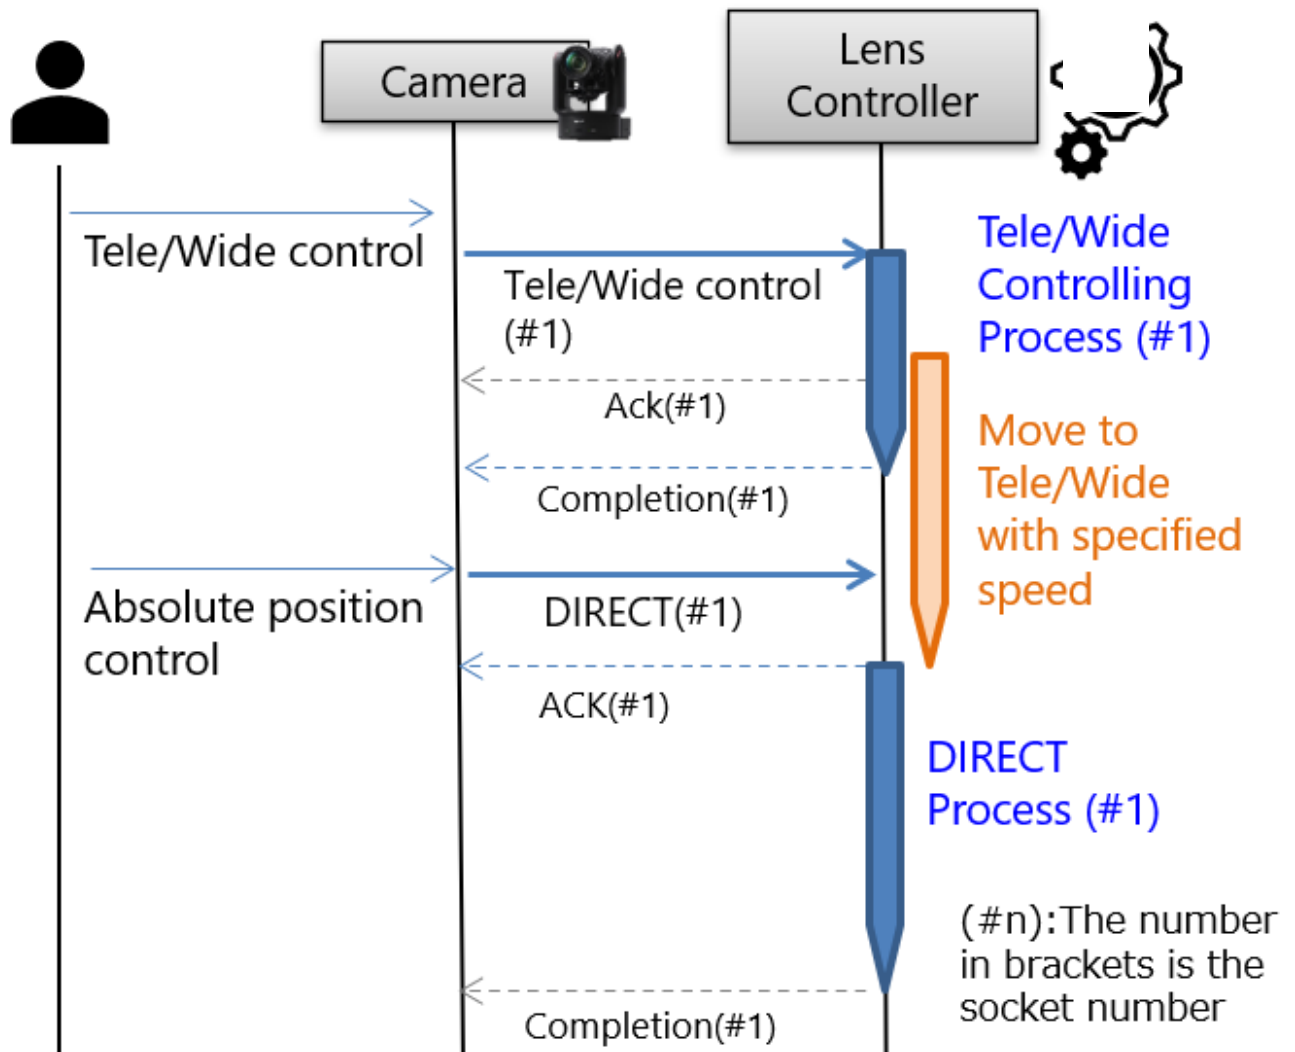 Camera
Lens
Controller
Tele/Wide control
Tele/Wide control
(#1)
Tele/Wide
Controlling
Process (#1)
Ack(#1)
Move to
Tele/Wide
with specified
speed
Completion(#1)
Absolute position
control
DIRECT(#1)
ACK(#1)
DIRECT
Process (#1)
(#n):The number
in brackets is the
socket number
Completion(#1)